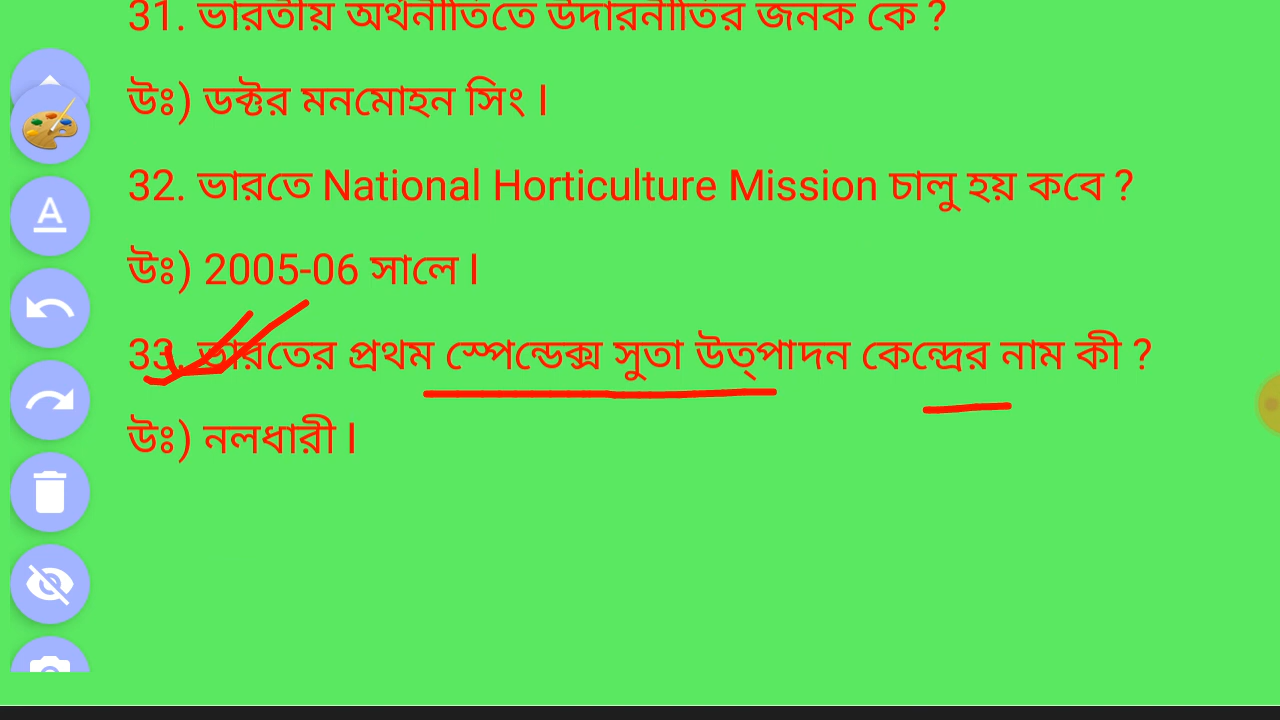 31. ভারতীয় অর্থনীতিতে উদারনীতির জনক কে ?
উঃ) ডক্টর মনমোহন সিং l
32. ভারতে National Horticulture Mission চালু হয় কবে ?
উঃ) 2005-06 সালে l
33. ভারতের প্রথম স্পেন্ডেক্স সুতা উত্পাদন কেন্দ্রের নাম কী ?
উঃ) নলধারী l